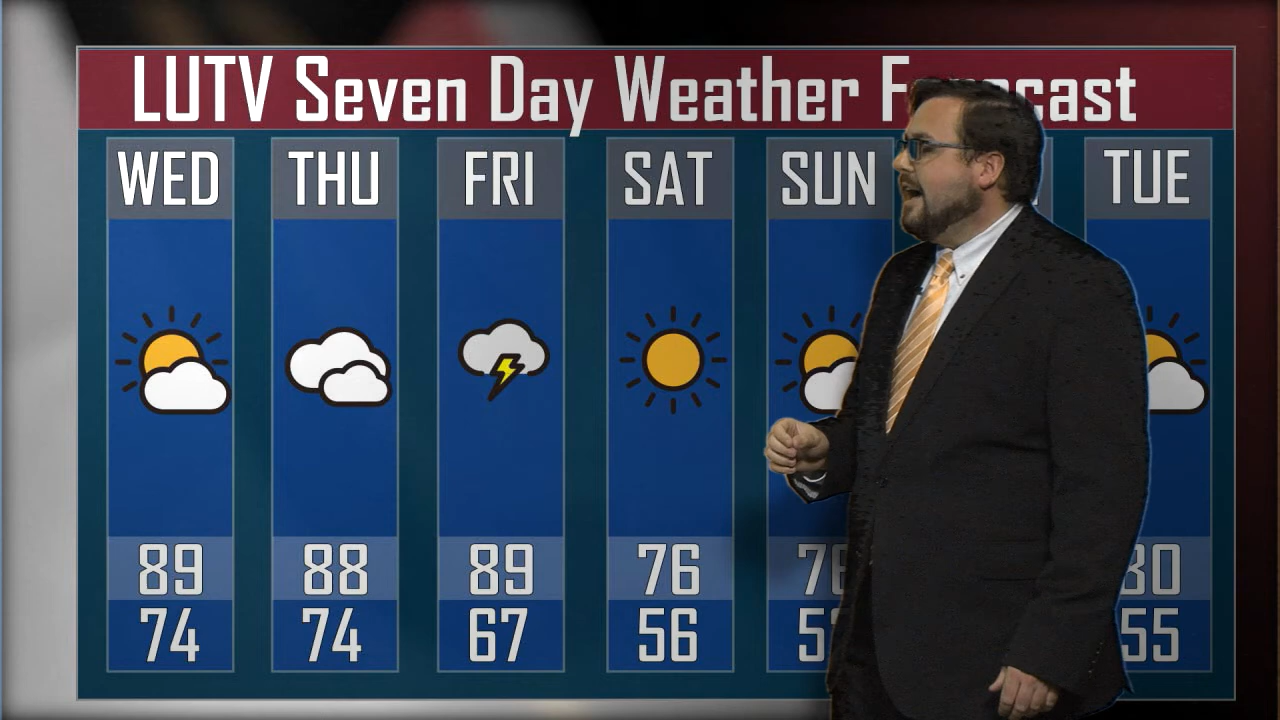 LUTV Seven Day Weather
WED THU FRI SAT SUN TUE
89 88 89 76
74 74 67 56 55